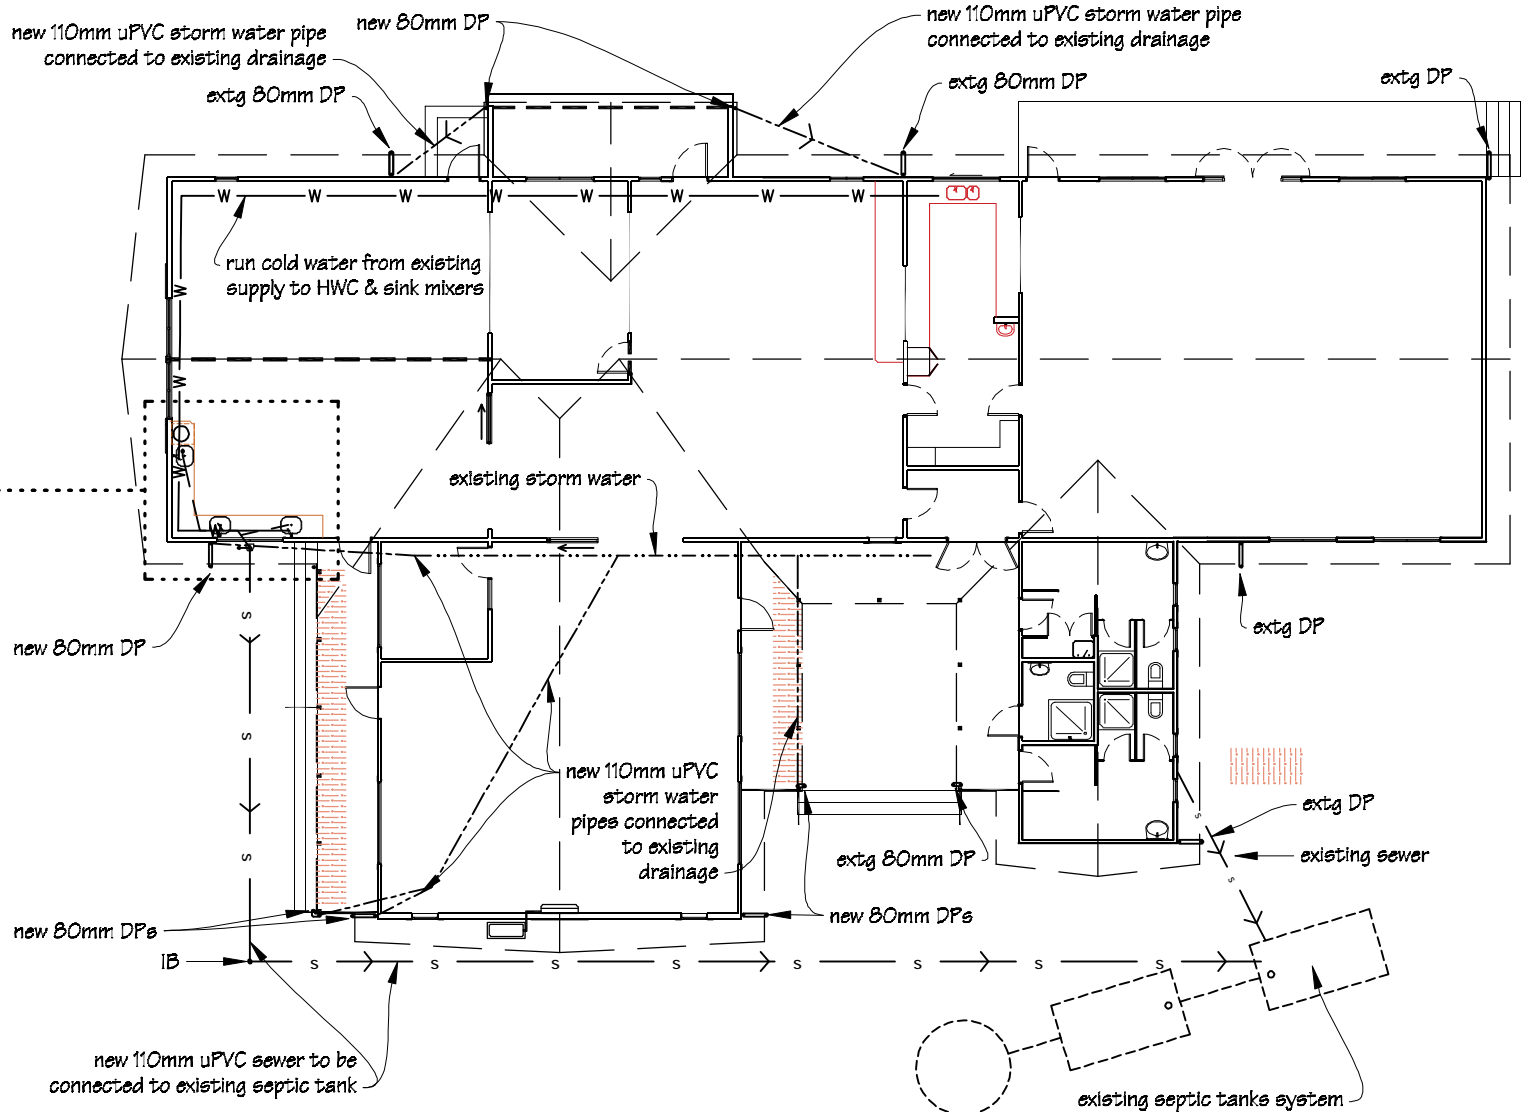 new 110mm uPVC storm water pipe
connected to existing drainage
new 80mm DP
new 110mm uPVC storm water pipe
connected to existing drainage
extg 80mm DP
extg 80mm DP
extg DP
W W W W W W W W
run cold water from existing
supply to HWC & sink mixers
W
W
W
existing storm water
new 80mm DP
extg DP
S
S
S
new 110mm uPVC
storm water
pipes connected
to existing
drainage
extg 80mm DP
extg DP
existing sewer
S
S
new 80mm DPs
new 80mm DPs
IB
S S S S S S S S
new 110mm uPVC sewer to be
connected to existing septic tank
existing septic tanks system